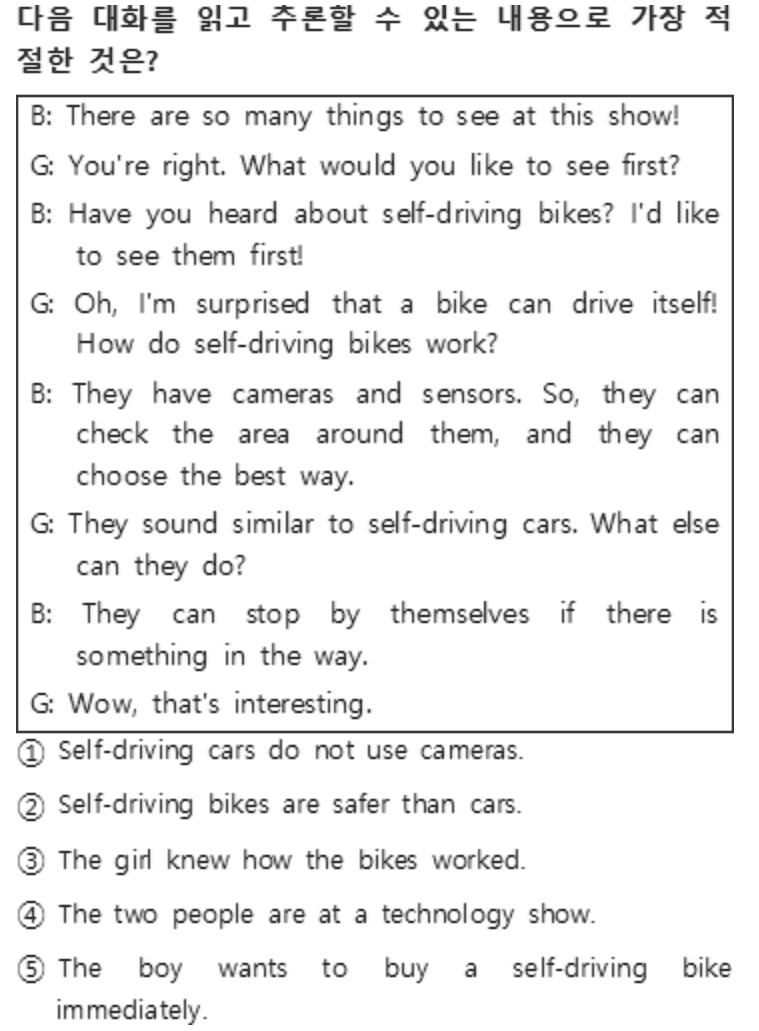 다음 대화를 읽고 추론할 수 있는 내용으로 가장 적
절한 것은?
B: There are so many things to see at this show!
G: You're right. What would you like to see first?
B: Have you heard about self-driving bikes? I'd like
to see them first!
G: Oh, I'm surprised that a bike can drive itself!
How do self-driving bikes work?
B: They have cameras and sensors. So, they can
check the area around them, and they can
choose the best way.
G: They sound similar to self-driving cars. What else
can they do?
B: They can stop by themselves if there is
something in the way.
G: Wow, that's interesting.
① Self-driving cars do not use cameras.
② Self-driving bikes are safer than cars.
③ The girl knew how the bikes worked.
④ The two people are at a technology show.
⑤ The boy wants to buy a self-driving bike
immediately.